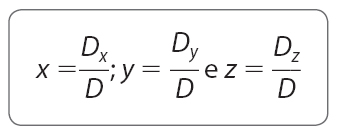 x = Dx/D; y = Dy/D e z = Dz/D